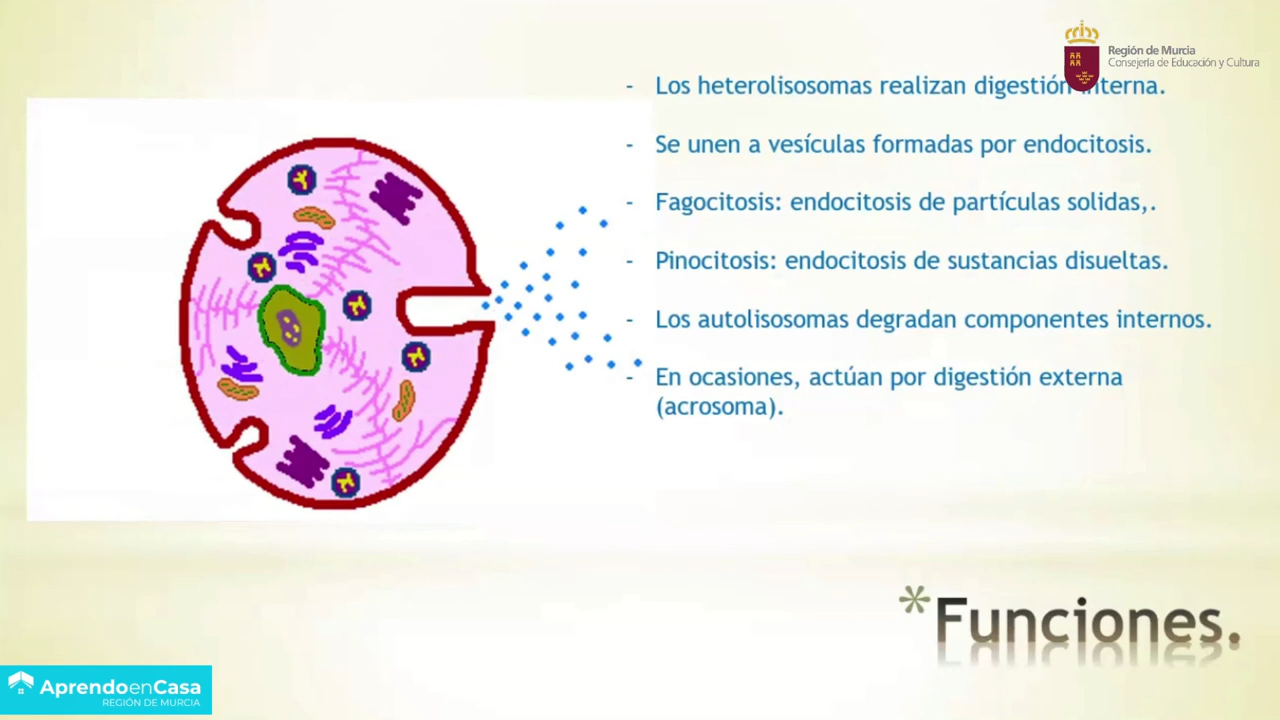 Región de Murcia
Consejería de Educación y Cultura
- Los heterolisosomas realizan digestión interna.
- Se unen a vesículas formadas por endocitosis.
- Fagocitosis: endocitosis de partículas solidas,.
- Pinocitosis: endocitosis de sustancias disueltas.
- Los autolisosomas degradan componentes internos.
- En ocasiones, actúan por digestión externa
(acrosoma).
*Funciones.
AprendoenCasa
REGIÓN DE MURCIA